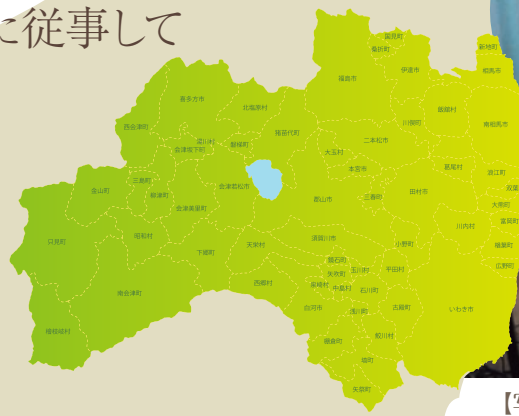 に従事して
国見町
桑折町
新地町
伊達市
相馬市
福島市
喜多方市
北塩原村
飯舘村
川俣町
南相馬市
西会津町
猪苗代町
湯川村
磐梯町
会津坂下町
二本松市
大玉村
本宮市
葛尾村
浪江町
三島町
金山町
柳津町
会津若松市
双葉
田村市
三春町
郡山市
大熊町
会津美里町
富岡町
川内村
昭和村
只見町
須賀川市
天栄村
小野町
楢葉町
下郷町
鏡石町
広野町
玉川村
平田村
矢吹町
西郷村
泉崎村
中島村
石川町
南会津町
白河市
浅川町
古殿町
いわき市
檜枝岐村
鮫川村
棚倉町
塙町
矢祭町
【